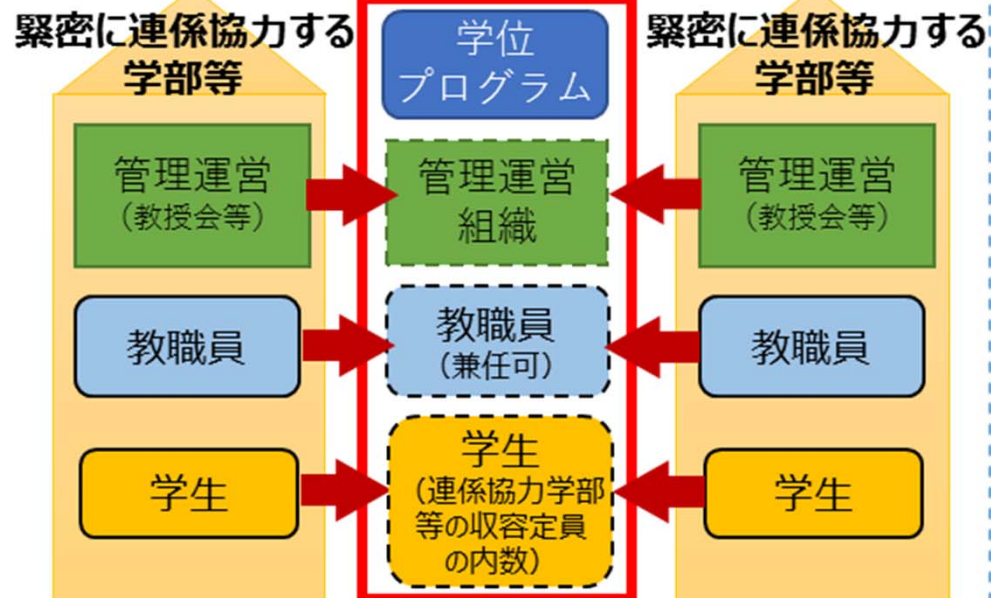 緊密に連係協力する
学部等
管理運営
（教授会等）
教職員
学生
学位
プログラム
管理運営
組織
教職員
（兼任可）
学生
（連係協力学部
等の収容定員
の内数）
緊密に連係協力する
学部等
管理運営
（教授会等）
教職員
学生